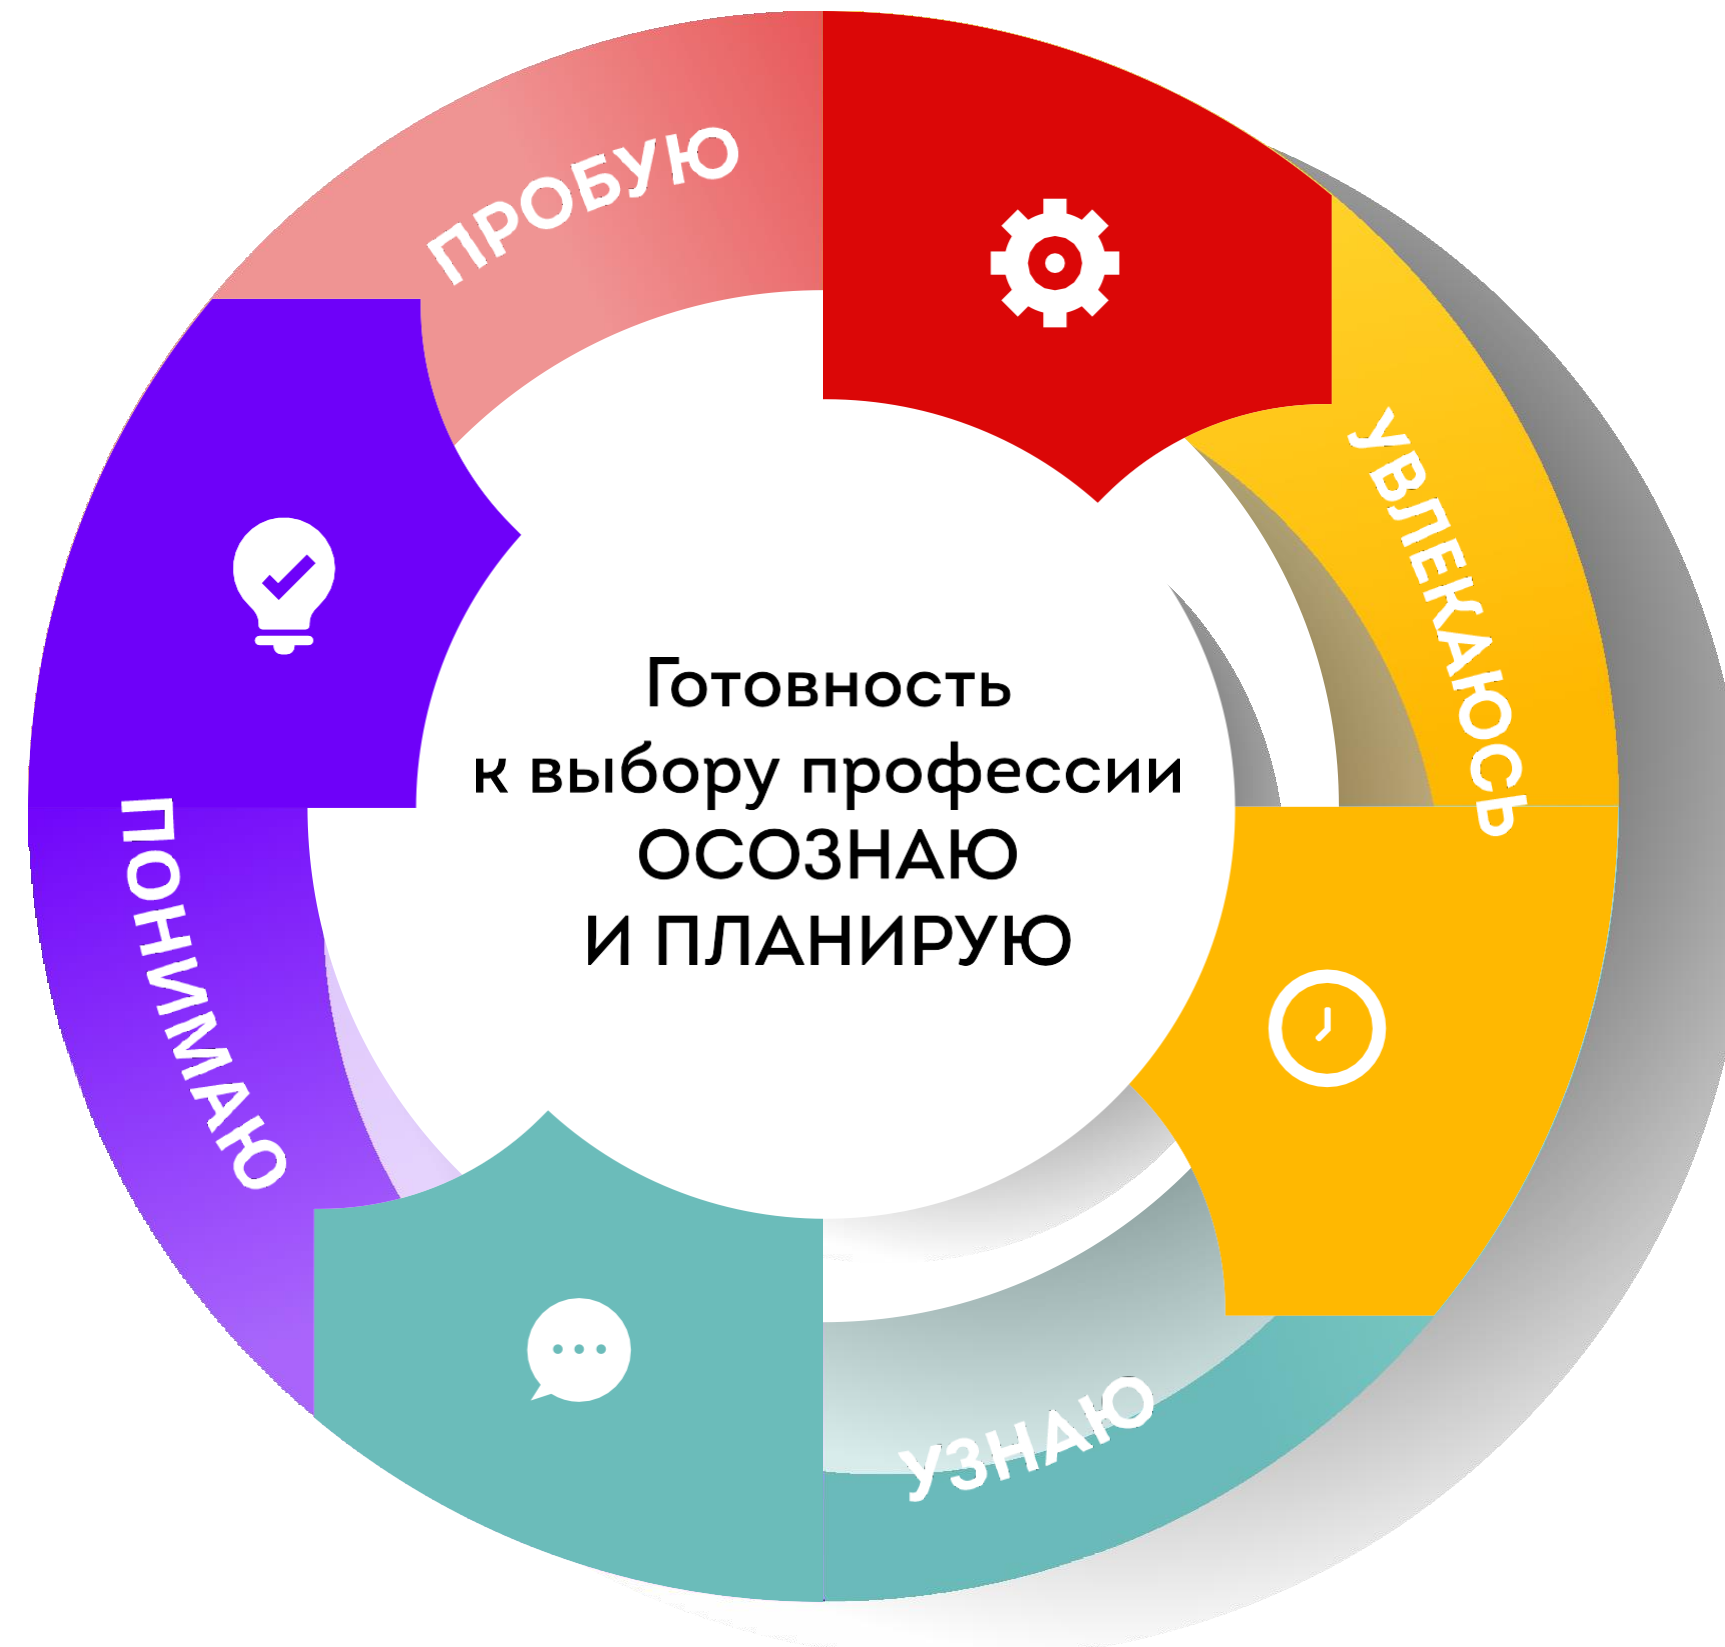 ПРОБУЮ
УВЛЕКАЮСЬ
Готовность
к выбору профессии
ОСОЗНАЮ
И ПЛАНИРУЮ
ПОНИМАЮ
УЗНАЮ